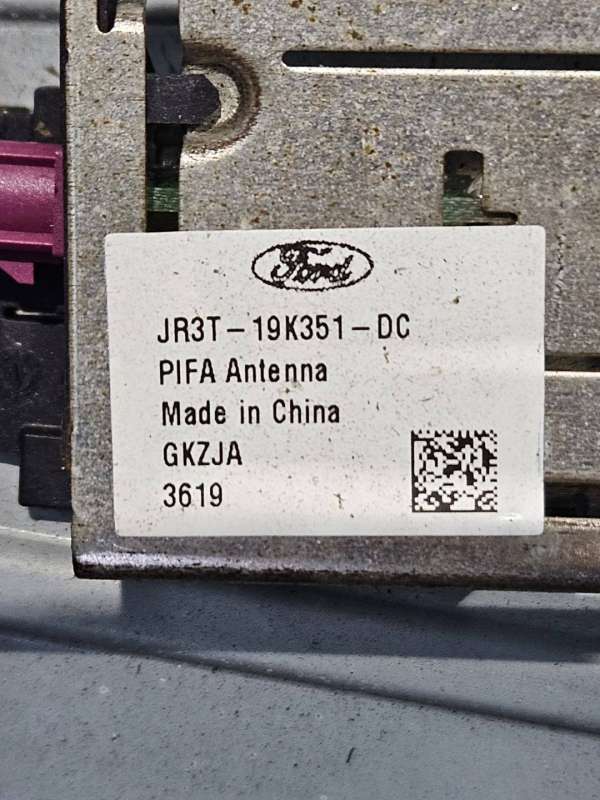 Ford
JR3T-19K351-DC
PIFA Antenna
Made in China
GKZJA
3619